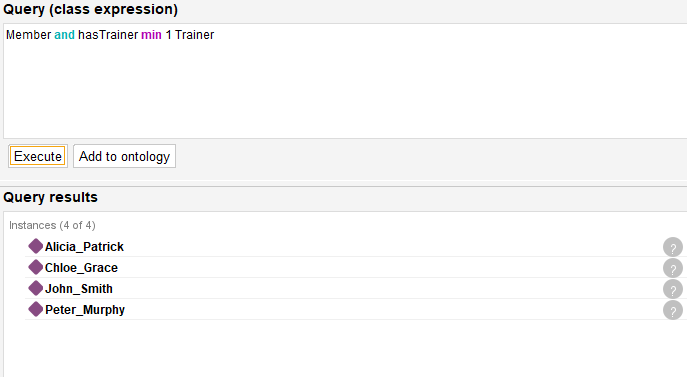 Query (class expression)
Member and hasTrainer min 1 Trainer
Execute Add to ontology
Query results
Instances (4 of 4)
Alicia_Patrick ?
Chloe_Grace ?
John_Smith ?
Peter_Murphy ?